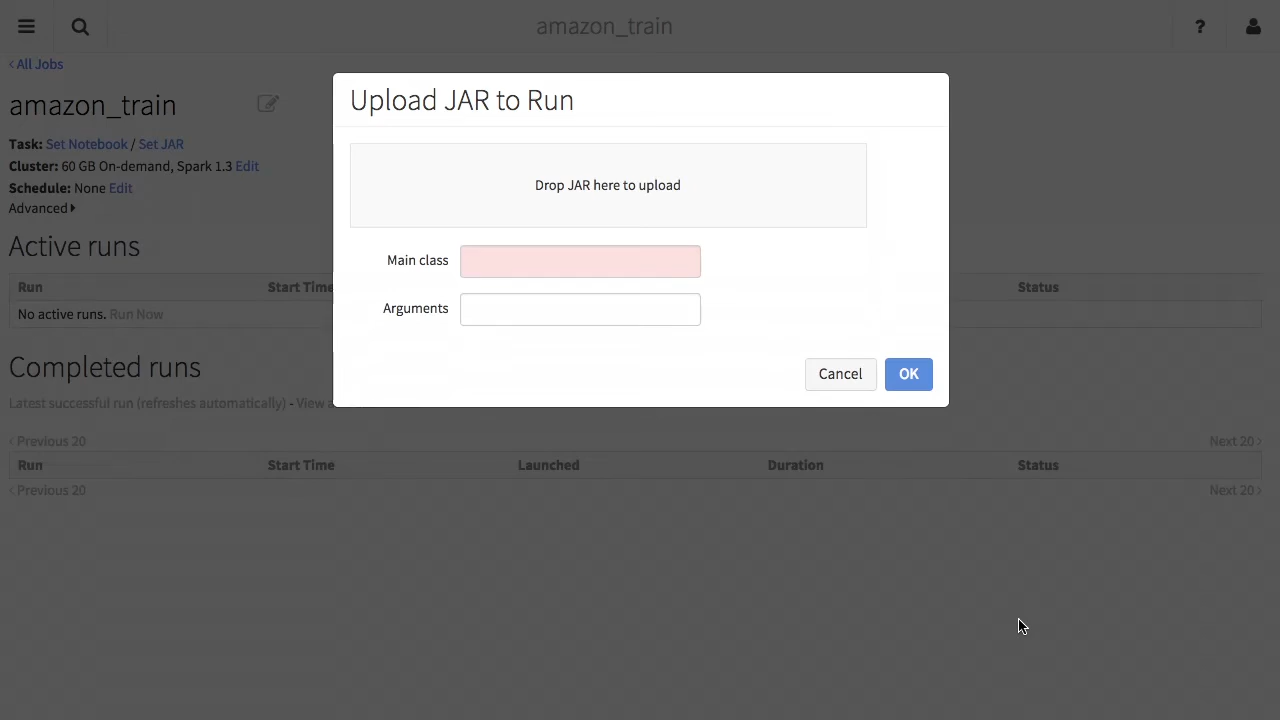 amazon_train
?
‹ All Jobs
amazon_train
Task: Set Notebook / Set JAR
Cluster: 60 GB On-demand, Spark 1.3 Edit
Schedule: None Edit
Advanced
Upload JAR to Run
Drop JAR here to upload
Main class
Arguments
Cancel OK
Active runs
Run Start Time Status
No active runs. Run Now
Completed runs
Latest successful run (refreshes automatically) - View
‹ Previous 20 Next 20 ›
Run Start Time Launched Duration Status
‹ Previous 20 Next 20 ›